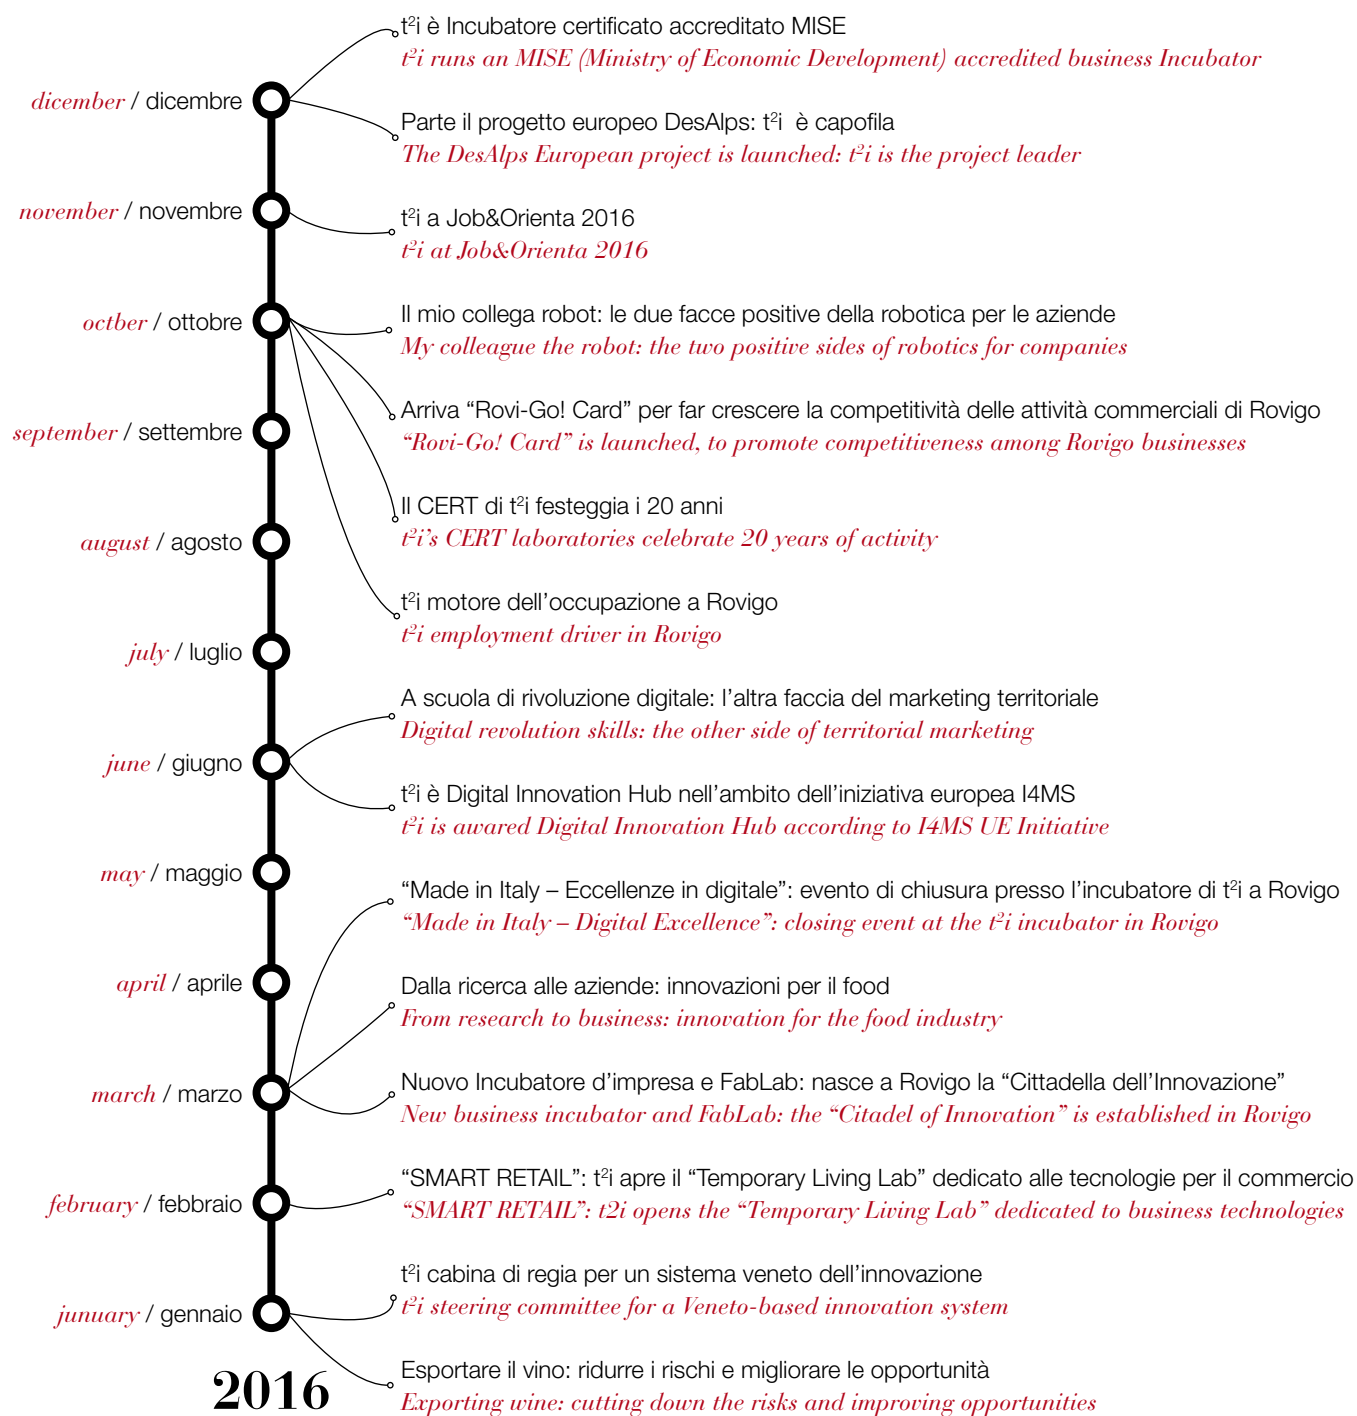 t²i è Incubatore certificato accreditato MISE
t²i runs an MISE (Ministry of Economic Development) accredited business Incubator
dicember / dicembre
Parte il progetto europeo DesAlps: t²i è capofila
The DesAlps European project is launched: t²i is the project leader
november / novembre
t²i a Job&Orienta 2016
t²i at Job&Orienta 2016
octber / ottobre
Il mio collega robot: le due facce positive della robotica per le aziende
My colleague the robot: the two positive sides of robotics for companies
Arriva “Rovi-Go! Card” per far crescere la competitività delle attività commerciali di Rovigo
“Rovi-Go! Card” is launched, to promote competitiveness among Rovigo businesses
september / settembre
Il CERT di t²i festeggia i 20 anni
t²i’s CERT laboratories celebrate 20 years of activity
august / agosto
t²i motore dell’occupazione a Rovigo
t²i employment driver in Rovigo
july / luglio
A scuola di rivoluzione digitale: l’altra faccia del marketing territoriale
Digital revolution skills: the other side of territorial marketing
june / giugno
t²i è Digital Innovation Hub nell’ambito dell’iniziativa europea I4MS
t²i is awared Digital Innovation Hub according to I4MS UE Initiative
may / maggio
“Made in Italy – Eccellenze in digitale”: evento di chiusura presso l’incubatore di t²i a Rovigo
“Made in Italy – Digital Excellence”: closing event at the t²i incubator in Rovigo
april / aprile
Dalla ricerca alle aziende: innovazioni per il food
From research to business: innovation for the food industry
march / marzo
Nuovo Incubatore d’impresa e FabLab: nasce a Rovigo la “Cittadella dell’Innovazione”
New business incubator and FabLab: the “Citadel of Innovation” is established in Rovigo
february / febbraio
“SMART RETAIL”: t²i apre il “Temporary Living Lab” dedicato alle tecnologie per il commercio
“SMART RETAIL”: t2i opens the “Temporary Living Lab” dedicated to business technologies
t²i cabina di regia per un sistema veneto dell’innovazione
t²i steering committee for a Veneto-based innovation system
junuary / gennaio
Esportare il vino: ridurre i rischi e migliorare le opportunità
Exporting wine: cutting down the risks and improving opportunities
2016